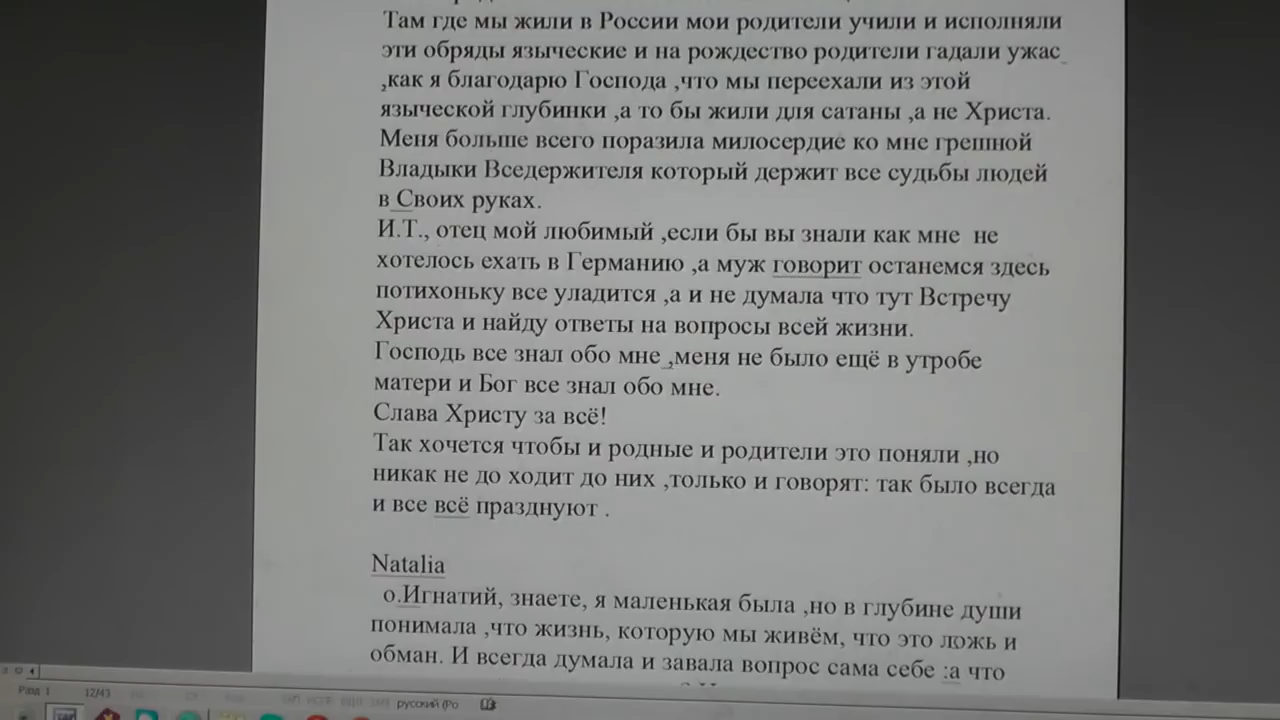 Там где мы жили в России мои родители учили и исполняли
эти обряды языческие и на рождество родители гадали ужас
,как я благодарю Господа ,что мы переехали из этой
языческой глубинки ,а то бы жили для сатаны ,а не Христа.
Меня больше всего поразила милосердие ко мне грешной
Владыки Вседержителя который держит все судьбы людей
в Своих руках.
И.Т., отец мой любимый ,если бы вы знали как мне не
хотелось ехать в Германию ,а муж говорит останемся здесь
потихоньку все уладится ,а и не думала что тут Встречу
Христа и найду ответы на вопросы всей жизни.
Господь все знал обо мне ,меня не было ещё в утробе
матери и Бог все знал обо мне.
Слава Христу за всё!
Так хочется чтобы и родные и родители это поняли ,но
никак не до ходит до них ,только и говорят: так было всегда
и все всё празднуют .
Natalia
о.Игнатий, знаете, я маленькая была ,но в глубине души
понимала ,что жизнь, которую мы живём, что это ложь и
обман. И всегда думала и завала вопрос сама себе :а что
Разд 1 12/43 русский (Ро